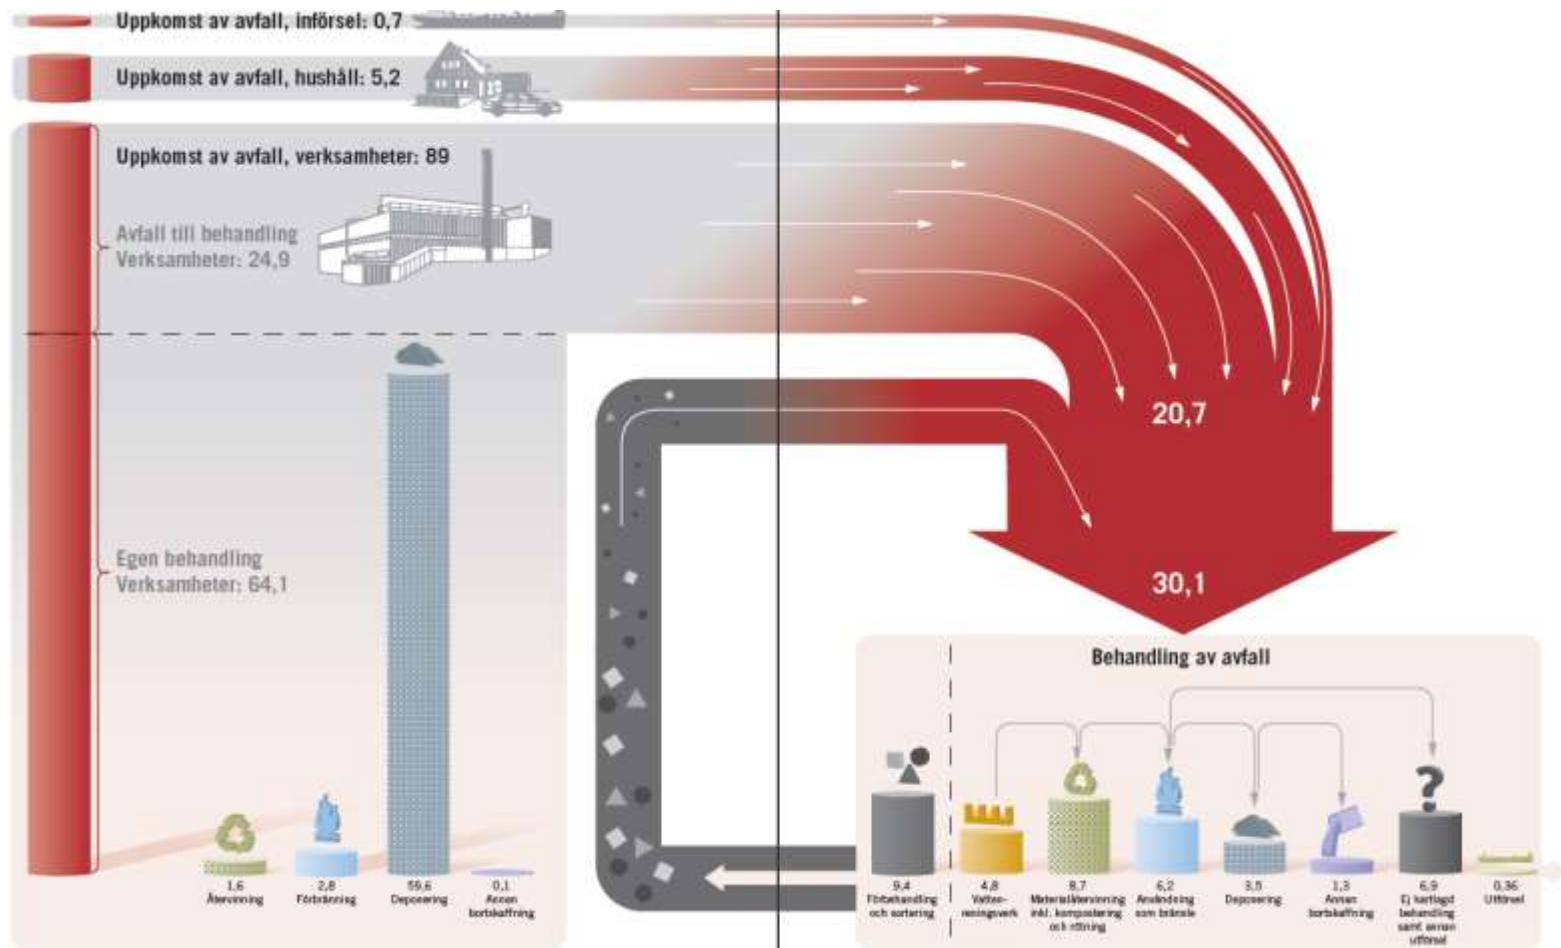 Uppkomst av avfall, införsel: 0,7
Uppkomst av avfall, hushåll: 5,2
Uppkomst av avfall, verksamheter: 89
Avfall till behandling
Verksamheter: 24,9
20,7
Egen behandling
Verksamheter: 64,1
30,1
Behandling av avfall
1,6
Återvinning
2,8
Förbränning
59,6
Deponering
0,1
Annan
bortskaffning
9,4
Förbehandling
och sortering
4,8
Vatten-
reningsverk
8,7
Materialåtervinning
inkl. kompostering
och rötning
6,2
Användning
som bränsle
3,5
Deponering
1,3
Annan
bortskaffning
6,9
Ej kartlagd
behandling
samt annan
utförsel
0,36
Utförsel